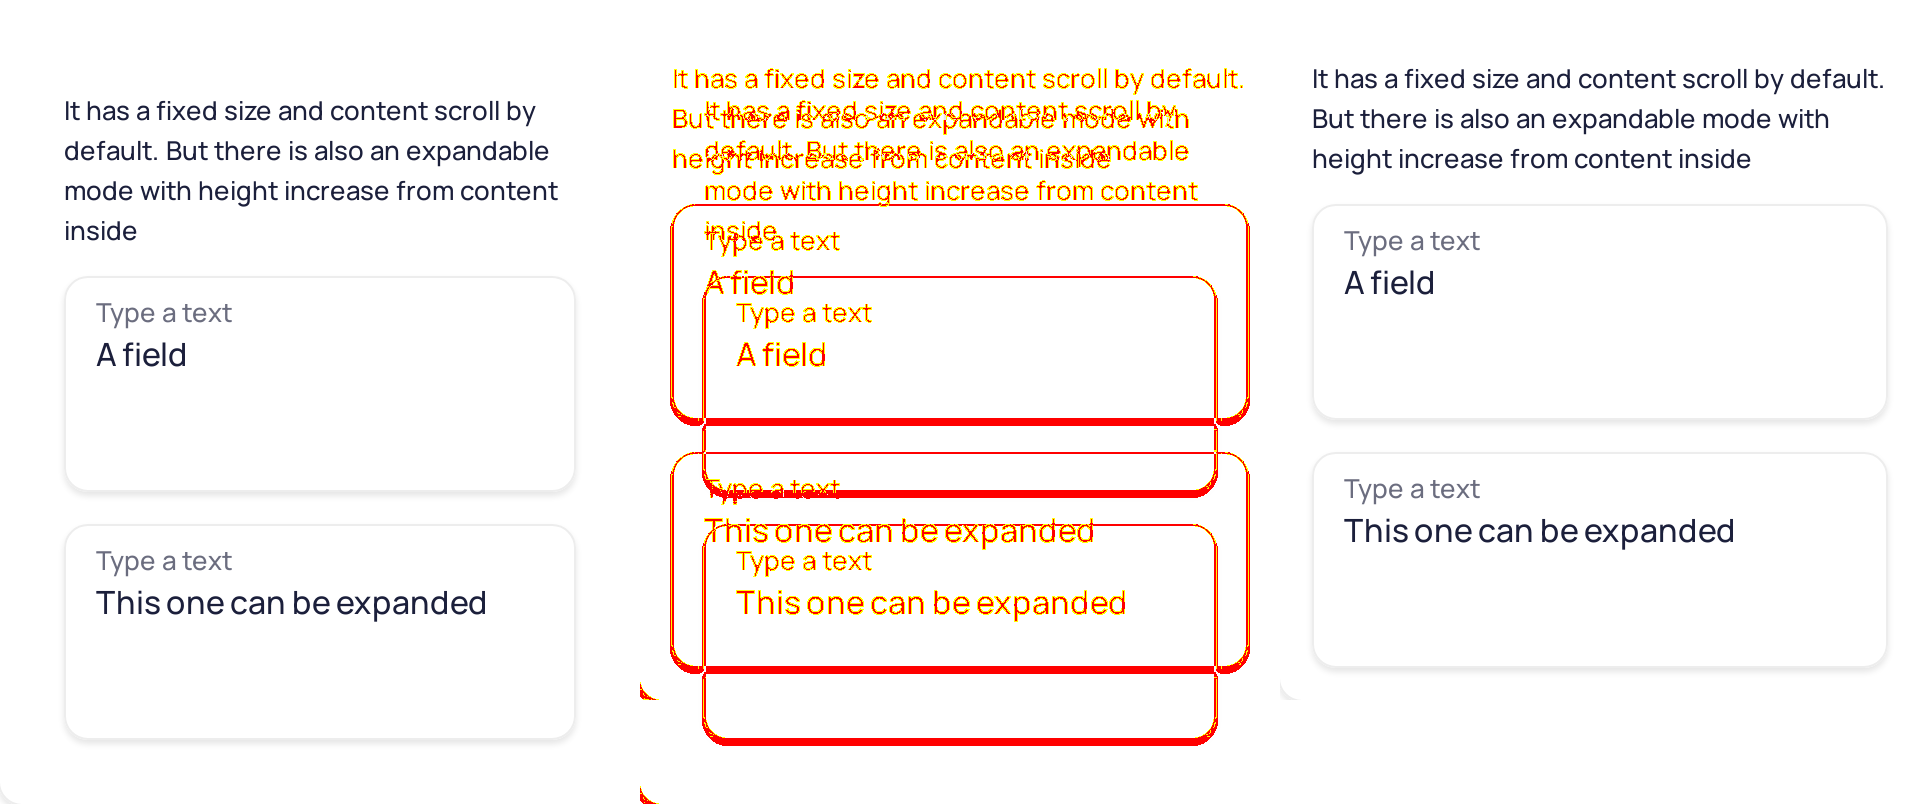 It has a fixed size and content scroll by
default. But there is also an expandable
mode with height increase from content
inside
Type a text
A field
Type a text
This one can be expanded
It has a fixed size and content scroll by default.
It has a fixed size and content scroll by
But there is also an expandable mode with
default. But there is also an expandable
height increase from content inside
mode with height increase from content
inside
Type a text
A field
Type a text
A field
Type a text
This one can be expanded
Type a text
This one can be expanded
It has a fixed size and content scroll by default.
But there is also an expandable mode with
height increase from content inside
Type a text
A field
Type a text
This one can be expanded